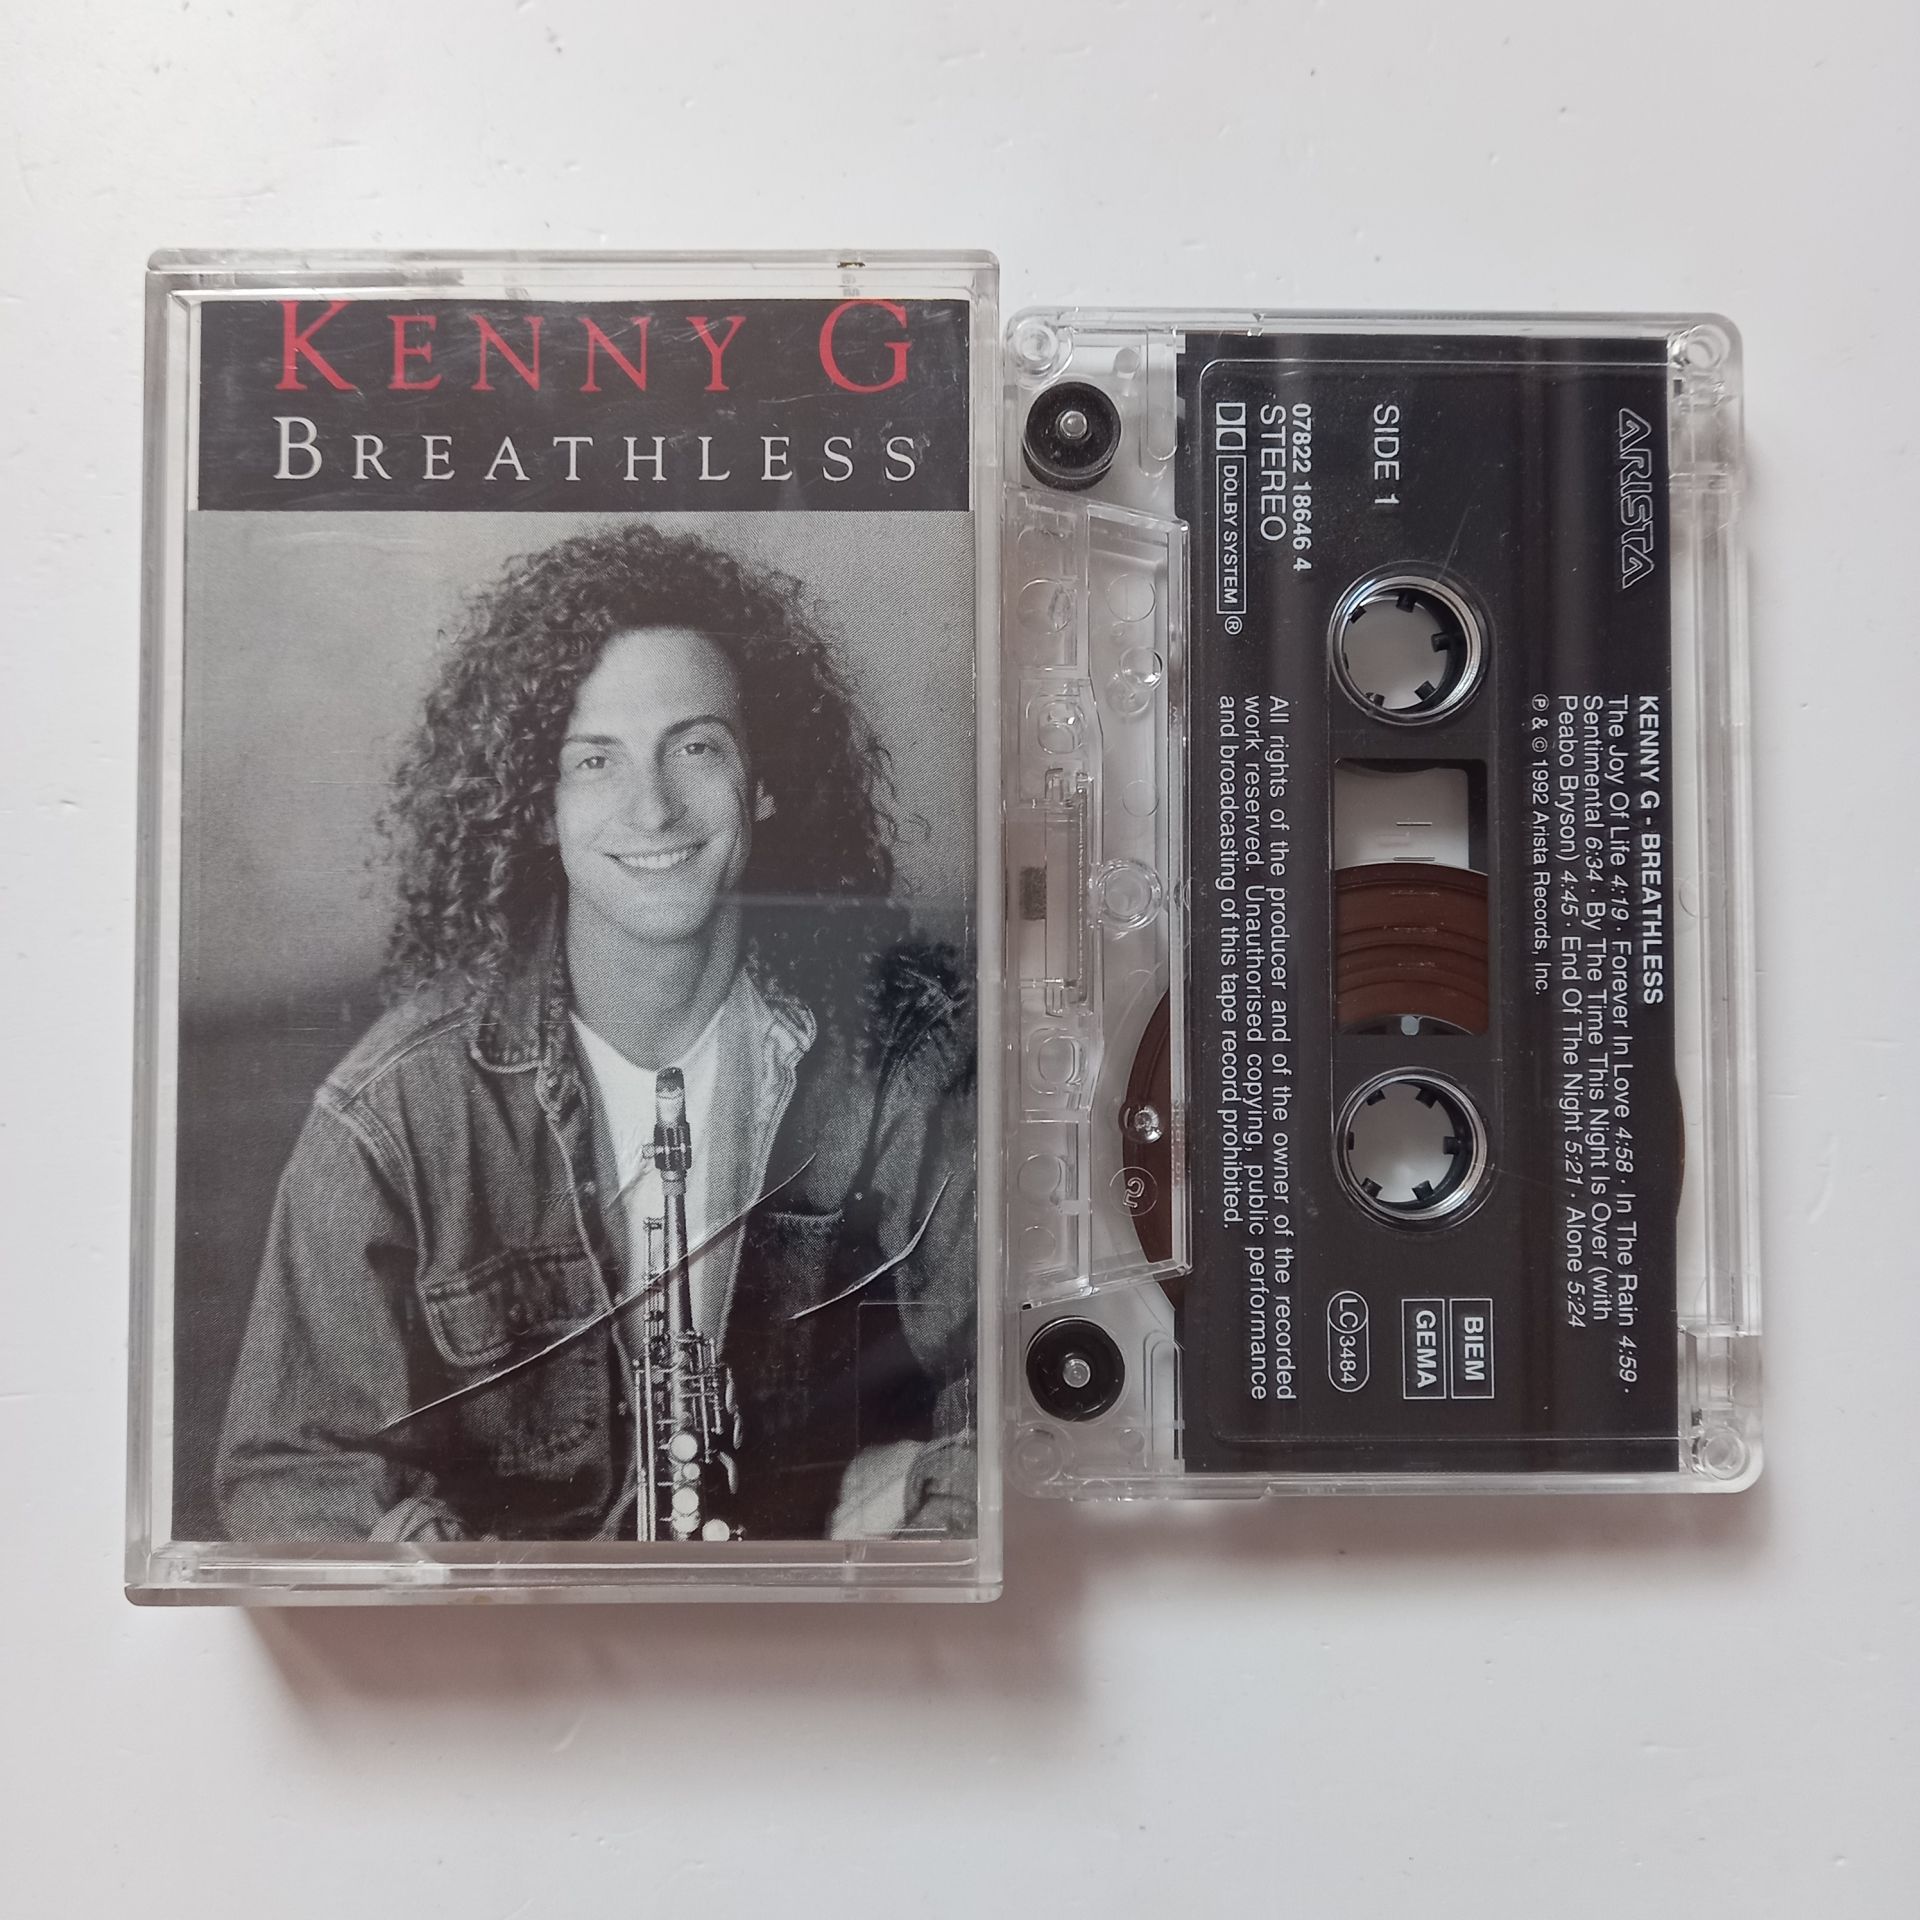 KENNY G
BREATHLESS
ARISTA
KENNY G - BREATHLESS
The Joy Of Life 4:19 · Forever In Love 4:58 · In The Rain 4:59 ·
Sentimental 6:34 · By The Time This Night Is Over (with
Peabo Bryson) 4:45 · End Of The Night 5:21 · Alone 5:24
℗ & © 1992 Arista Records, Inc.
SIDE 1
BIEM
GEMA
LC 3484
07822 18646 4
STEREO
DOLBY SYSTEM ®
All rights of the producer and of the owner of the recorded
work reserved. Unauthorised copying, public performance
and broadcasting of this tape record prohibited.